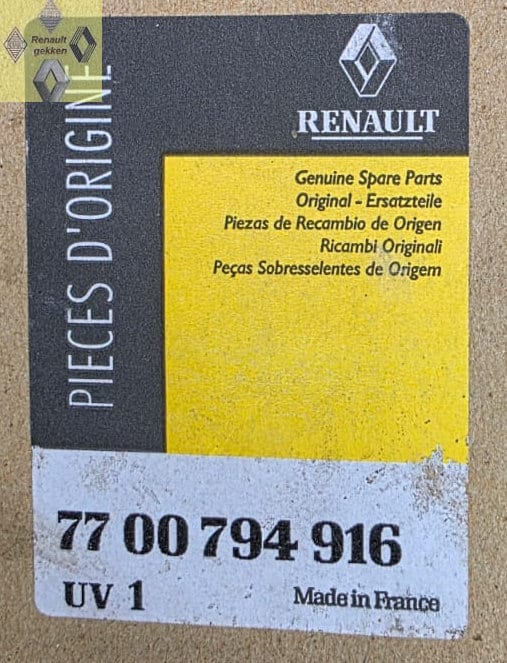 Renault
gekken
PIECES D'ORIGINE
RENAULT
Genuine Spare Parts
Original - Ersatzteile
Piezas de Recambio de Origen
Ricambi Originali
Peças Sobresselentes de Origem
77 00 794 916
UV 1
Made in France